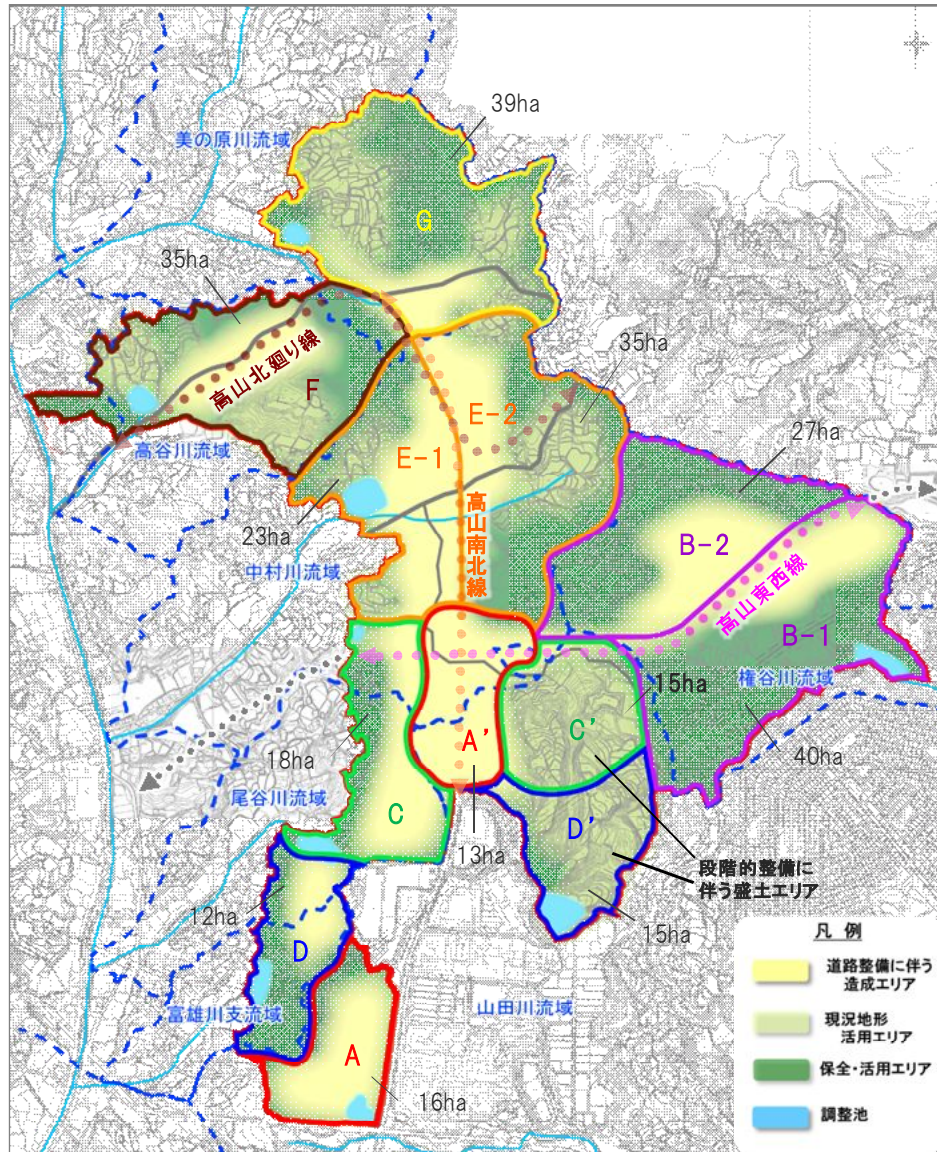 39ha
美の原川流域
G
35ha
35ha
高山北廻り線
F
E-2
高谷川流域
E-1
27ha
23ha
高山南北線
B-2
中村川流域
高山東西線
B-1
15ha
権谷川流域
C'
A'
18ha
40ha
尾谷川流域
C
D'
13ha
段階的整備に
伴う盛土エリア
12ha
15ha
凡 例
D
道路整備に伴う
造成エリア
富雄川支流域
山田川流域
現況地形
活用エリア
A
保全・活用エリア
16ha
調整池